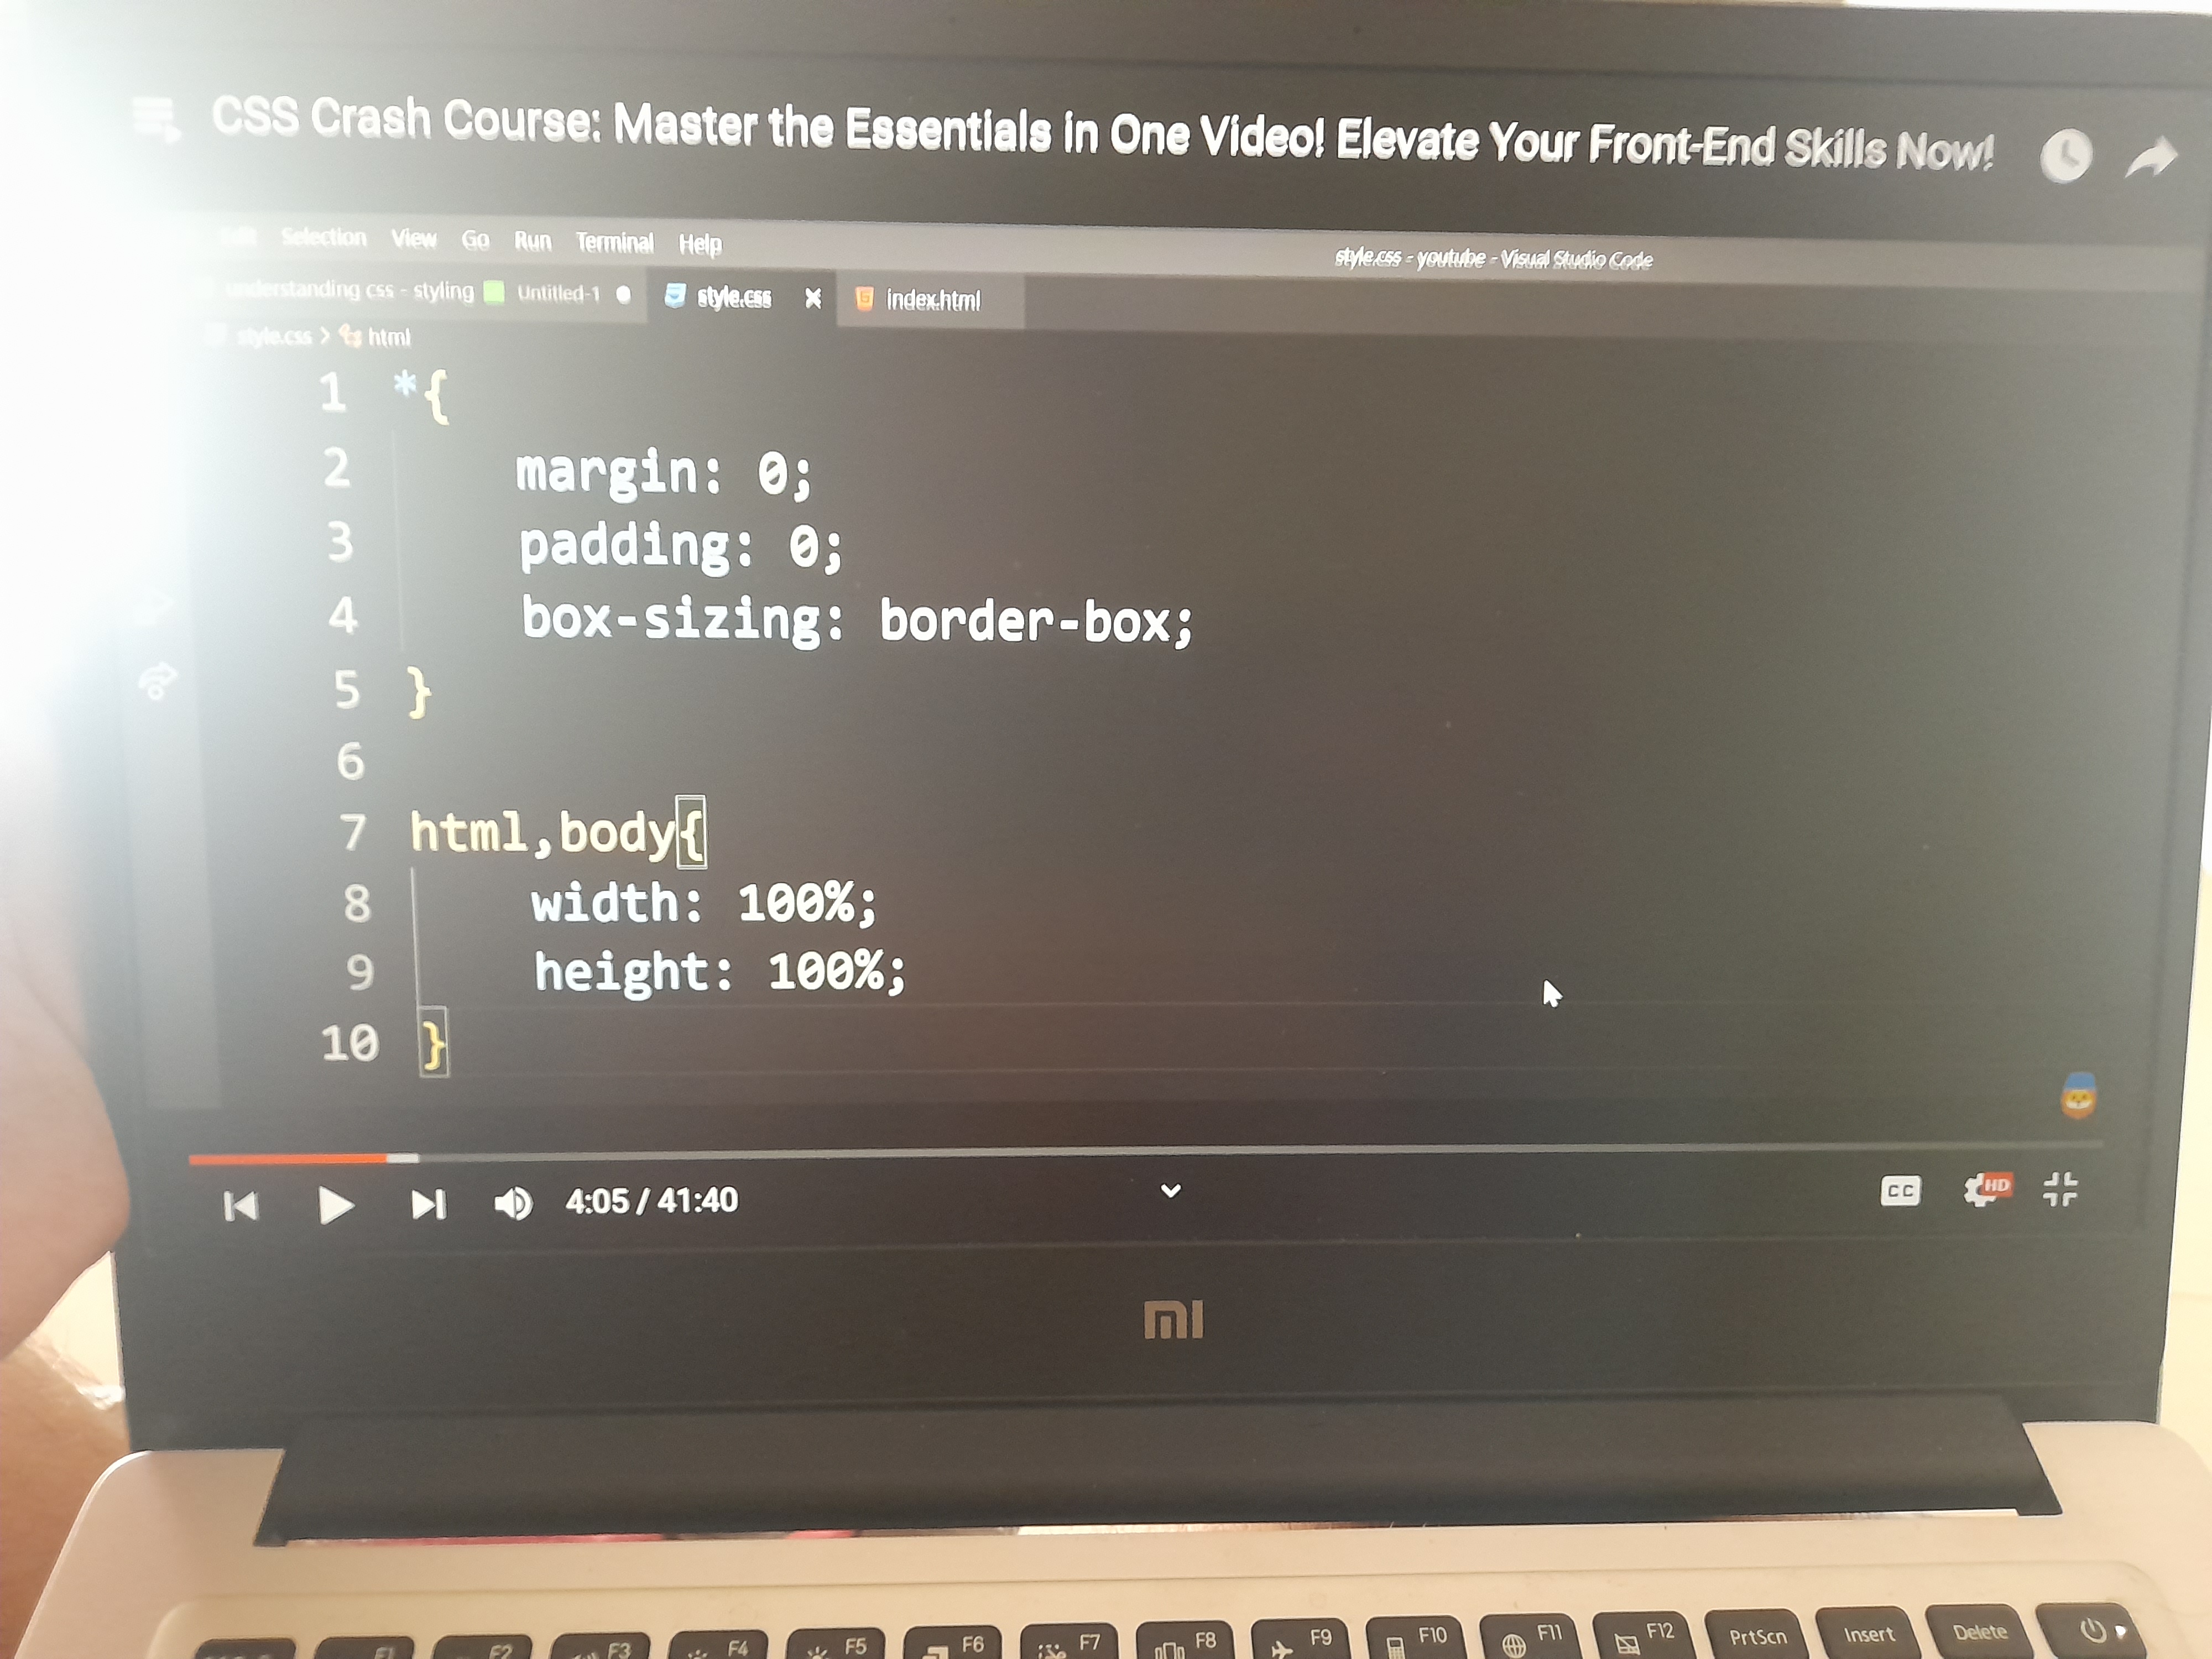 CSS Crash Course: Master the Essentials in One Video! Elevate Your Front-End Skills Now!
Selection View Go Run Terminal Help
style.css - youtube - Visual Studio Code
understanding css - styling Untitled-1 style.css index.html
style.css > html
1 *{
2 margin: 0;
3 padding: 0;
4 box-sizing: border-box;
5 }
6
7 html,body{
8 width: 100%;
9 height: 100%;
10 }
4:05 / 41:40
CC HD
mi
F1 F2 F3 F4 F5 F6 F7 F8 F9 F10 F11 F12 PrtScn Insert Delete